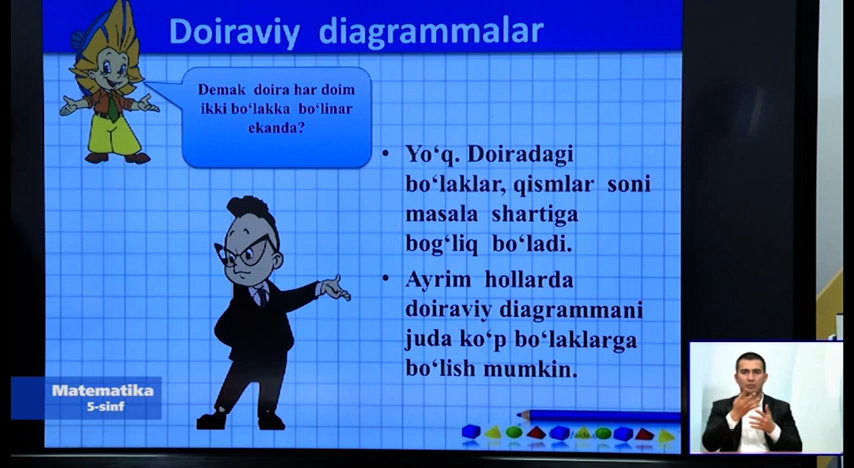 Doiraviy diagrammalar
Demak doira har doim
ikki bo‘lakka bo‘linar
ekanda?
• Yo‘q. Doiradagi
bo‘laklar, qismlar soni
masala shartiga
bog‘liq bo‘ladi.
• Ayrim hollarda
doiraviy diagrammani
juda ko‘p bo‘laklarga
bo‘lish mumkin.
Matematika
5-sinf